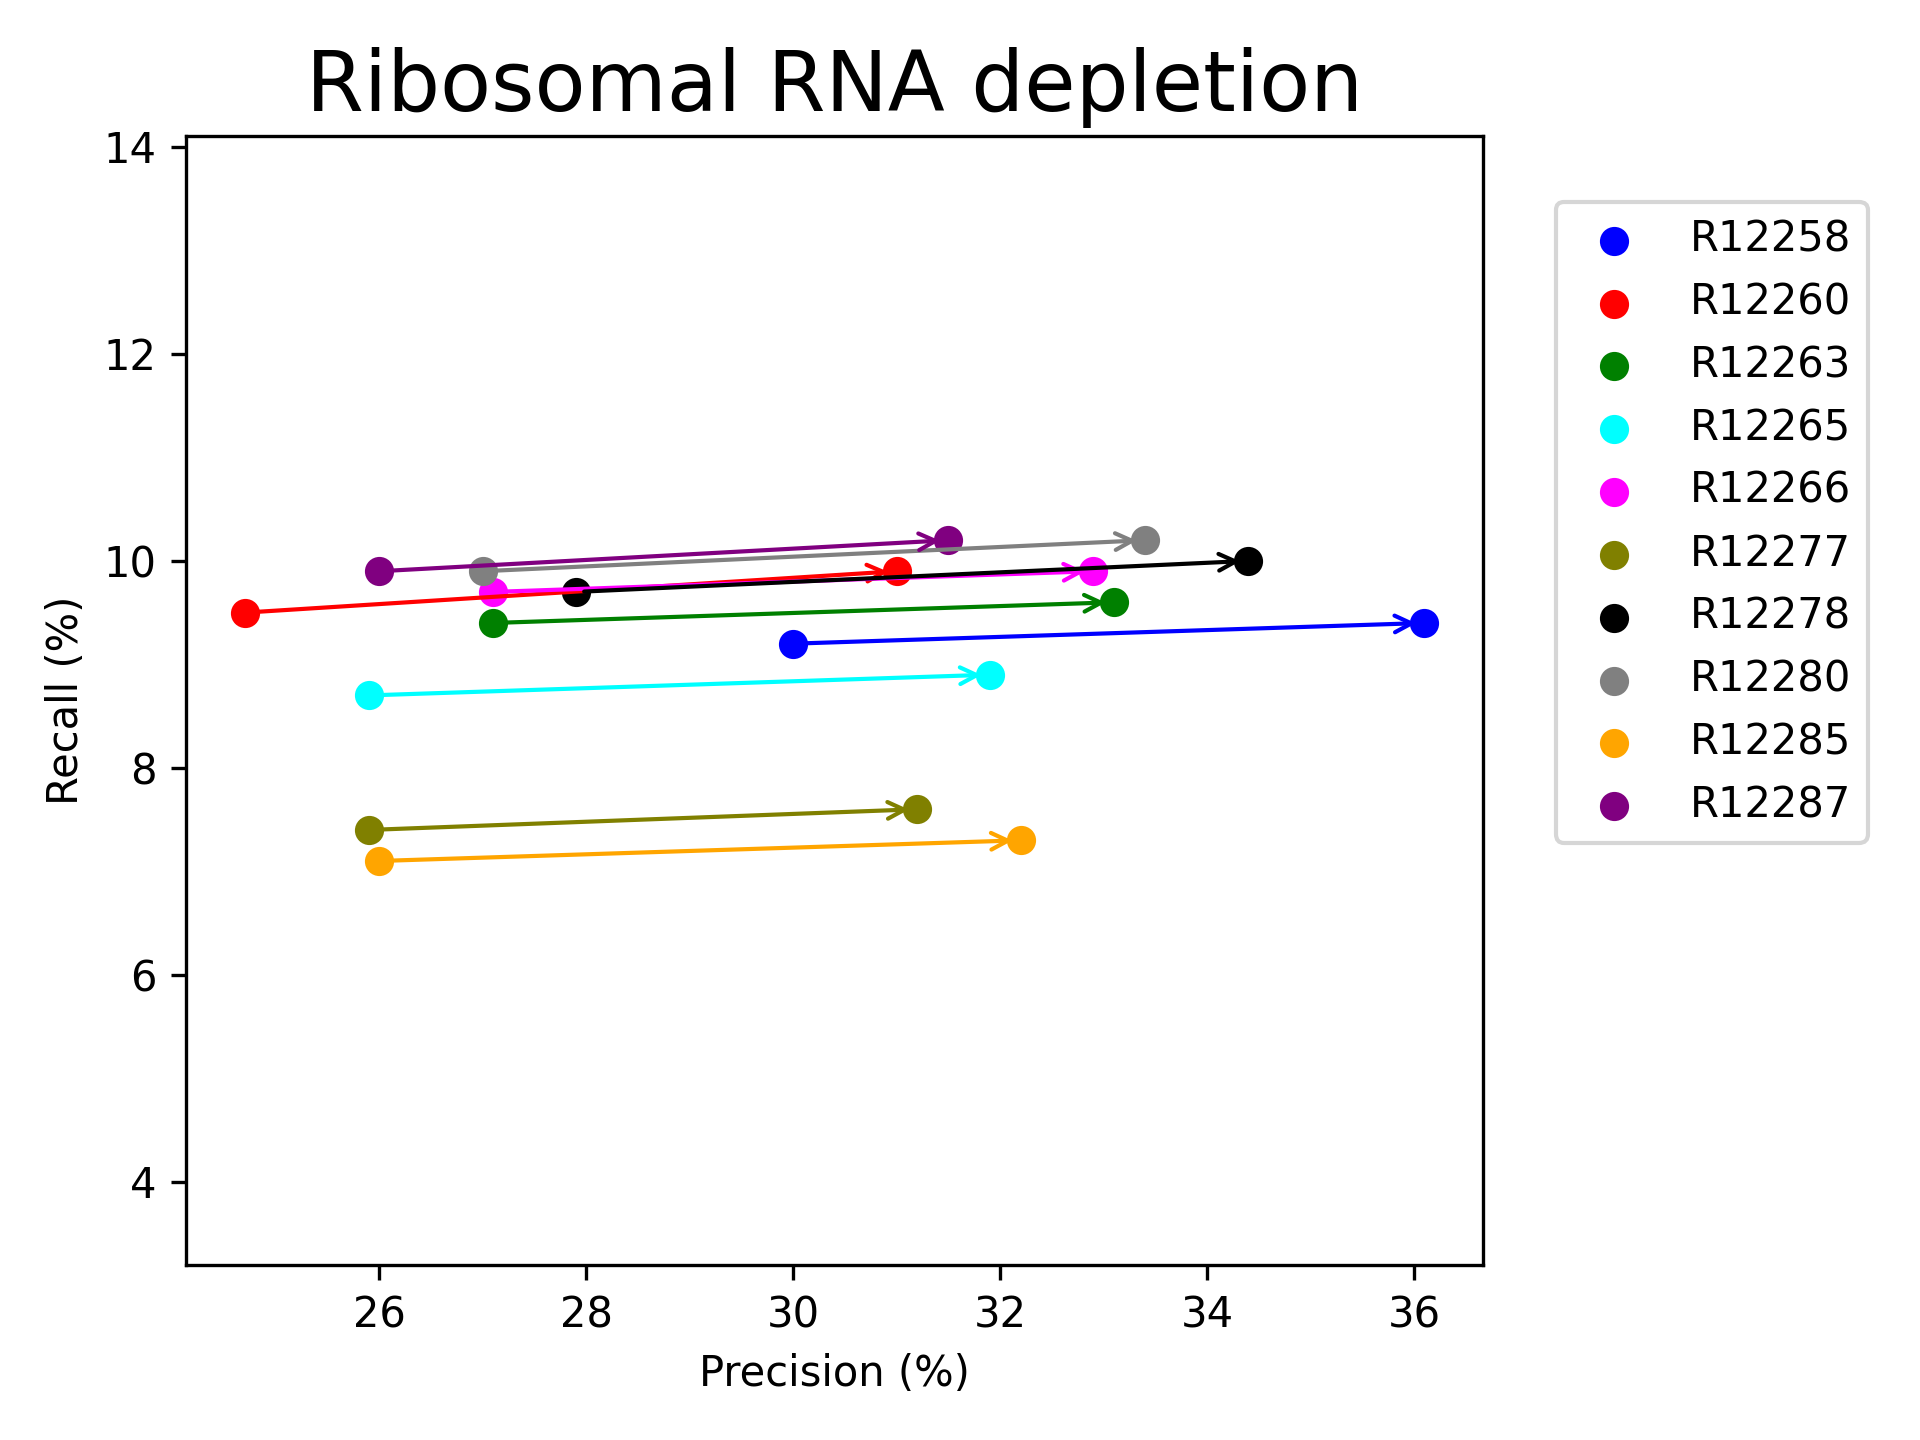 Ribosomal RNA depletion
14
12
10
8
6
4
Recall (%)
26 28 30 32 34 36
Precision (%)
R12258
R12260
R12263
R12265
R12266
R12277
R12278
R12280
R12285
R12287